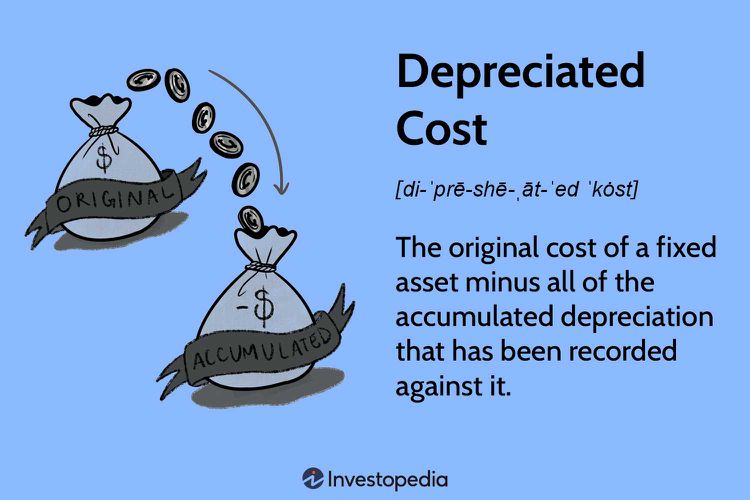 $
ORIGINAL
-$
ACCUMULATED
Depreciated
Cost
[di-ˈprē-shē-ˌāt-ˈed ˈkȯst]
The original cost of a fixed
asset minus all of the
accumulated depreciation
that has been recorded
against it.
Investopedia